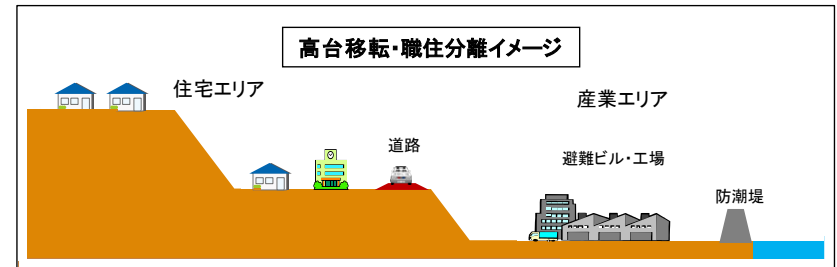 高台移転・職住分離イメージ
住宅エリア
産業エリア
道路
避難ビル・工場
防潮堤